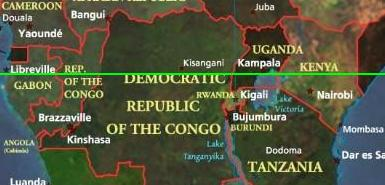 CAMEROON
Douala
Bangui
Juba
Yaoundé
UGANDA
Kisangani
Kampala
KENYA
Libreville
REP.
OF THE
CONGO
GABON
DEMOCRATIC
REPUBLIC
OF THE CONGO
RWANDA
Kigali
Lake
Victoria
Nairobi
Brazzaville
Bujumbura
BURUNDI
Mombasa
Kinshasa
ANGOLA
(Cabinda)
Lake
Tanganyika
Dodoma
Dar es Sa
TANZANIA
Luanda